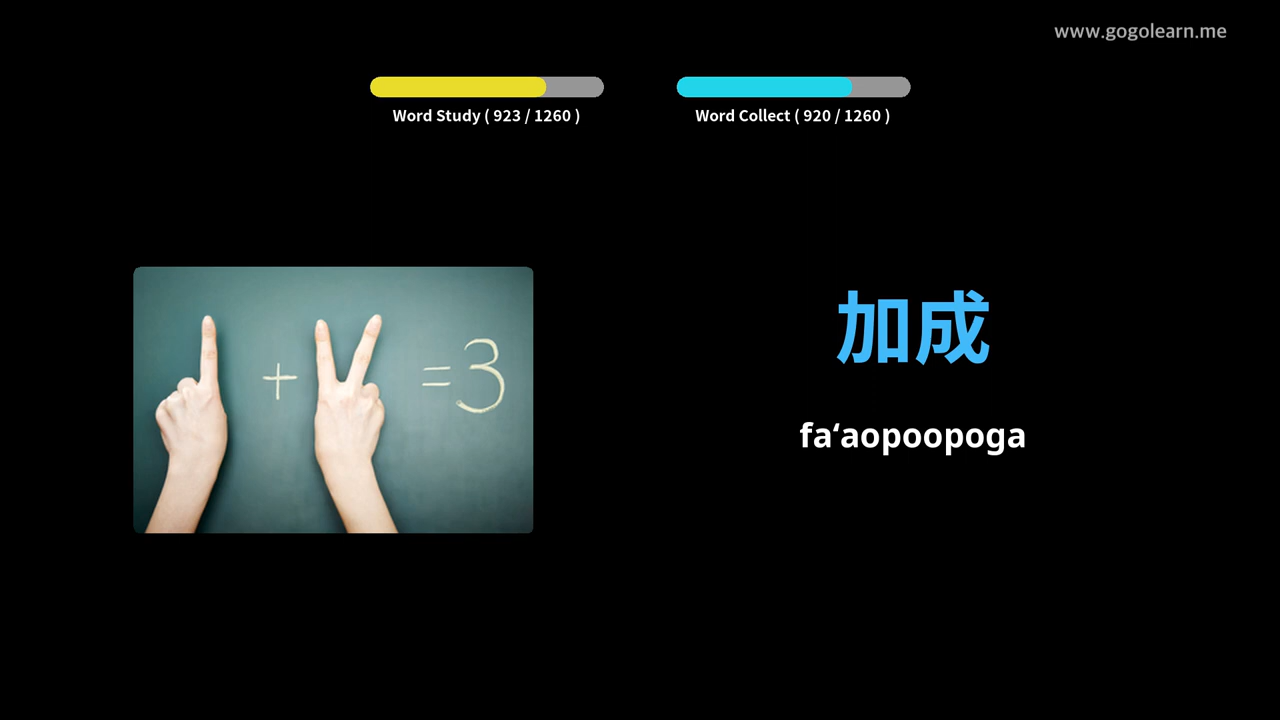 www.gogolearn.me
Word Study ( 923 / 1260 )
Word Collect ( 920 / 1260 )
+ =3
加成
fa‘aopoopoga